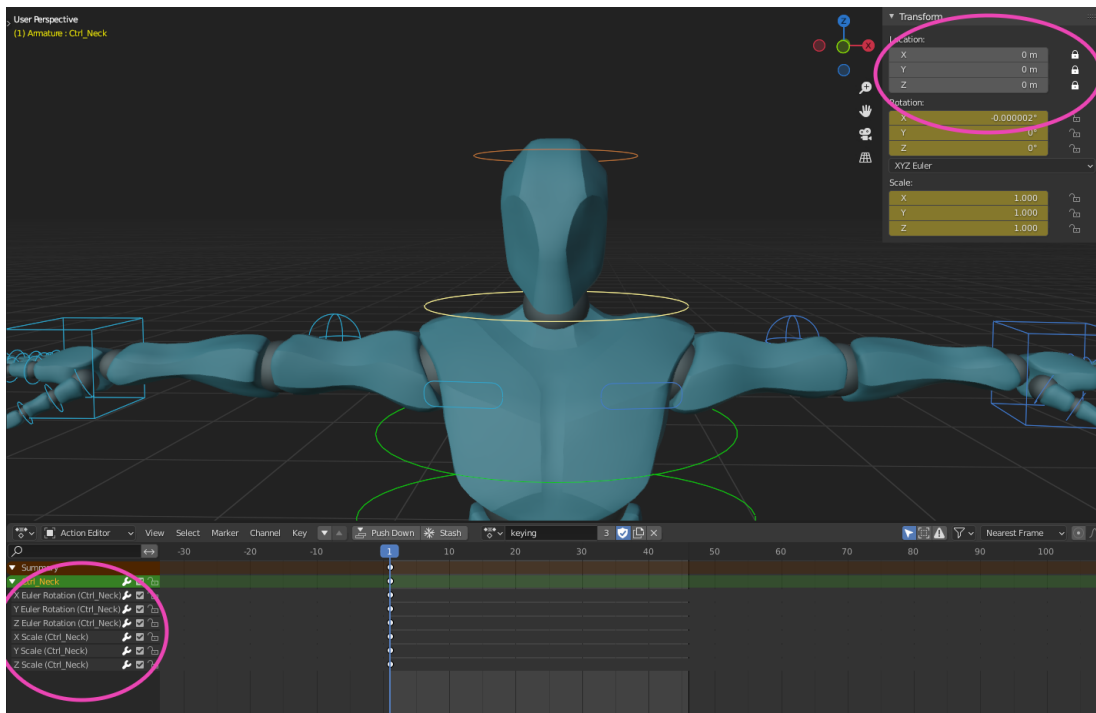 User Perspective
(1) Armature : Ctrl_Neck
Z
X
▼ Transform
Location:
X 0 m
Y 0 m
Z 0 m
Rotation:
X -0.000002°
Y 0°
Z 0°
XYZ Euler
Scale:
X 1.000
Y 1.000
Z 1.000
Action Editor View Select Marker Channel Key Push Down Stash keying 3 Nearest Frame
-30 -20 -10 1 10 20 30 40 50 60 70 80 90 100
Summary
Ctrl_Neck
X Euler Rotation (Ctrl_Neck)
Y Euler Rotation (Ctrl_Neck)
Z Euler Rotation (Ctrl_Neck)
X Scale (Ctrl_Neck)
Y Scale (Ctrl_Neck)
Z Scale (Ctrl_Neck)